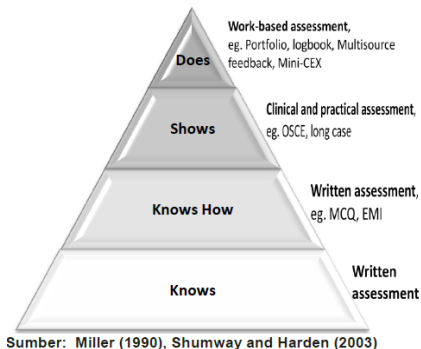 Work-based assessment,
eg. Portfolio, logbook, Multisource
feedback, Mini-CEX
Does
Clinical and practical assessment,
eg. OSCE, long case
Shows
Written assessment,
eg. MCQ, EMI
Knows How
Written
assessment
Knows
Sumber: Miller (1990), Shumway and Harden (2003)